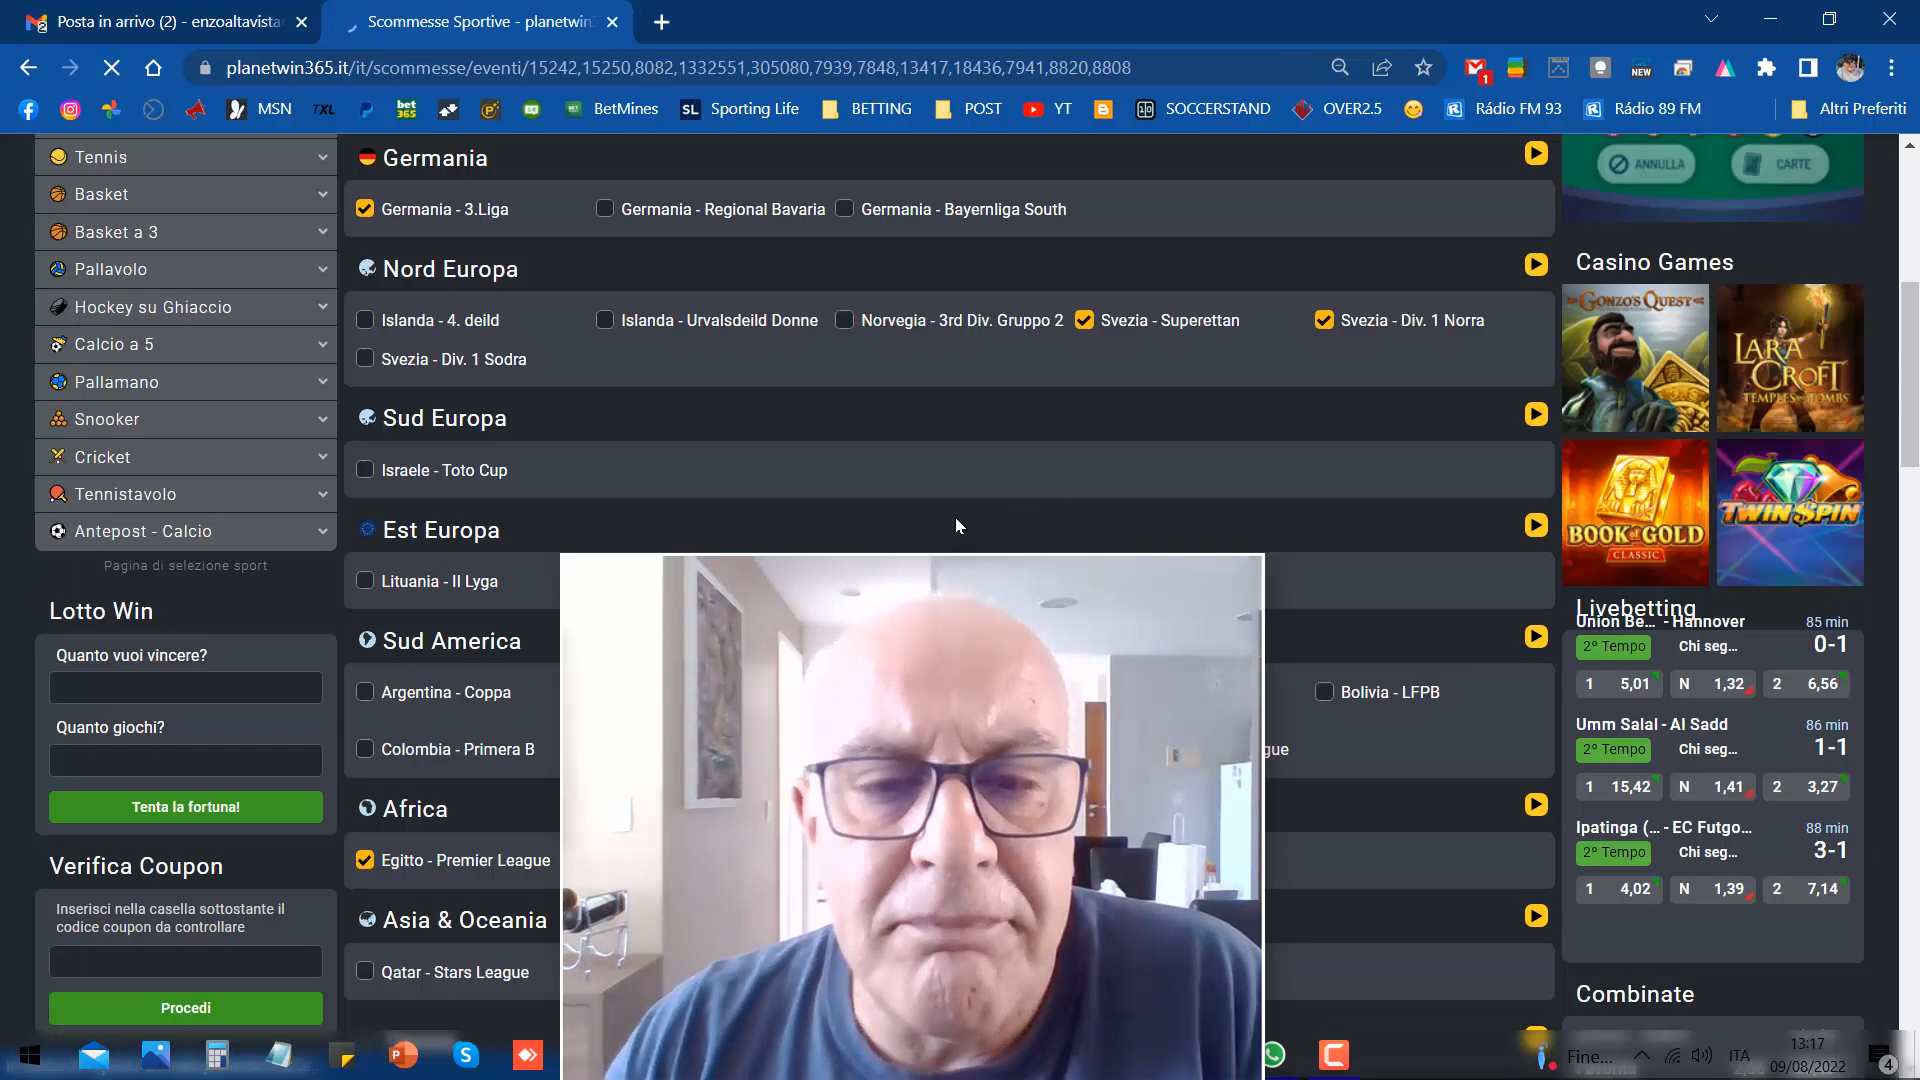 Posta in arrivo (2) - enzoaltavista
Scommesse Sportive - planetwin
planetwin365.it/it/scommesse/eventi/15242,15250,8082,1332551,305080,7939,7848,13417,18436,7941,8820,8808
1
NEW
MSN
TXL
bet365
BetMines
SL Sporting Life
BETTING
POST
YT
SOCCERSTAND
OVER2.5
Rádio FM 93
Rádio 89 FM
Altri Preferiti
Tennis
Basket
Basket a 3
Pallavolo
Hockey su Ghiaccio
Calcio a 5
Pallamano
Snooker
Cricket
Tennistavolo
Antepost - Calcio
Pagina di selezione sport
Lotto Win
Quanto vuoi vincere?
Quanto giochi?
Tenta la fortuna!
Verifica Coupon
Inserisci nella casella sottostante il
codice coupon da controllare
Procedi
Germania
Germania - 3.Liga
Germania - Regional Bavaria
Germania - Bayernliga South
Nord Europa
Islanda - 4. deild
Islanda - Urvalsdeild Donne
Norvegia - 3rd Div. Gruppo 2
Svezia - Superettan
Svezia - Div. 1 Norra
Svezia - Div. 1 Sodra
Sud Europa
Israele - Toto Cup
Est Europa
Lituania - II Lyga
Sud America
Argentina - Coppa
Bolivia - LFPB
Colombia - Primera B
gue
Africa
Egitto - Premier League
Asia & Oceania
Qatar - Stars League
ANNULLA
CARTE
Casino Games
GONZO'S QUEST
LARA CROFT
TEMPLES TOMBS
BOOK of GOLD
CLASSIC
TWIN SPIN
Livebetting
Union Be... - Hannover 85 min
2° Tempo Chi seg... 0-1
1 5,01 N 1,32 2 6,56
Umm Salal - Al Sadd 86 min
2° Tempo Chi seg... 1-1
1 15,42 N 1,41 2 3,27
Ipatinga (... - EC Futgo... 88 min
2° Tempo Chi seg... 3-1
1 4,02 N 1,39 2 7,14
Combinate
Fine...
ITA
13:17
09/08/2022
4